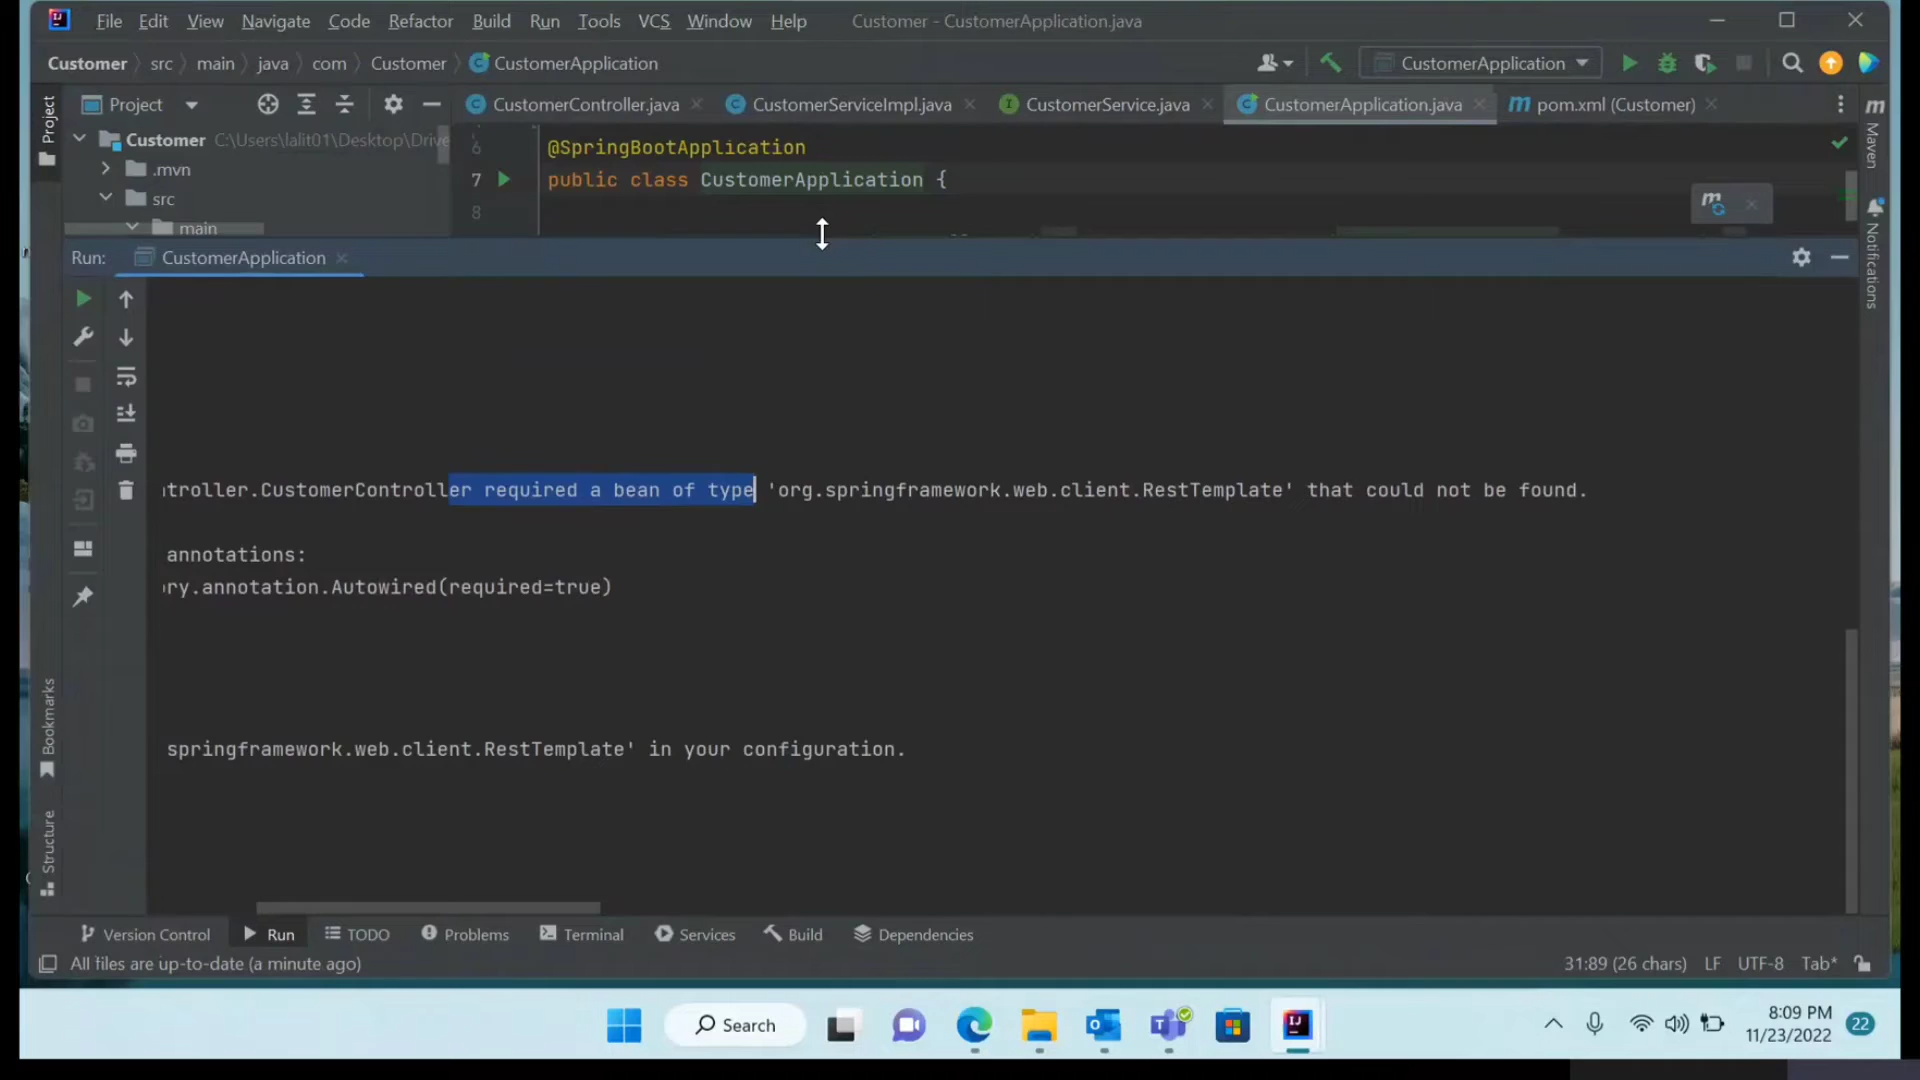 File Edit View Navigate Code Refactor Build Run Tools VCS Window Help Customer - CustomerApplication.java
Customer src main java com Customer CustomerApplication CustomerApplication
Project CustomerController.java CustomerServiceImpl.java CustomerService.java CustomerApplication.java pom.xml (Customer)
Project
Customer C:\Users\lalit01\Desktop\Drive
.mvn
src
main
6 @SpringBootApplication
7 public class CustomerApplication {
8
Maven
Notifications
Run: CustomerApplication
troller.CustomerController required a bean of type 'org.springframework.web.client.RestTemplate' that could not be found.
annotations:
ry.annotation.Autowired(required=true)
springframework.web.client.RestTemplate' in your configuration.
Bookmarks
Structure
Version Control Run TODO Problems Terminal Services Build Dependencies
All files are up-to-date (a minute ago) 31:89 (26 chars) LF UTF-8 Tab*
Search
8:09 PM
11/23/2022
22